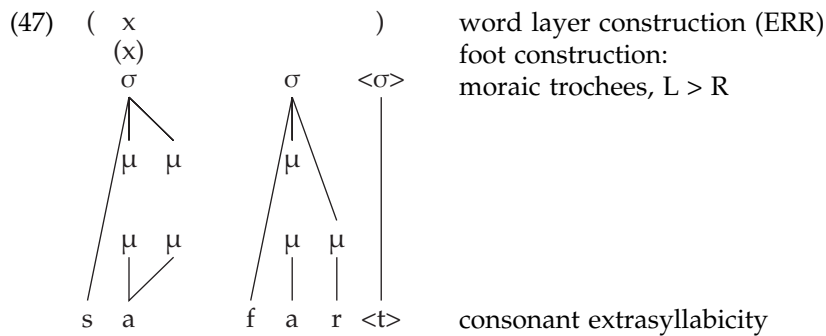 (47) ( x ) word layer construction (ERR)
(x) foot construction:
σ σ <σ> moraic trochees, L > R
μ μ μ
μ μ μ μ
s a f a r <t> consonant extrasyllabicity